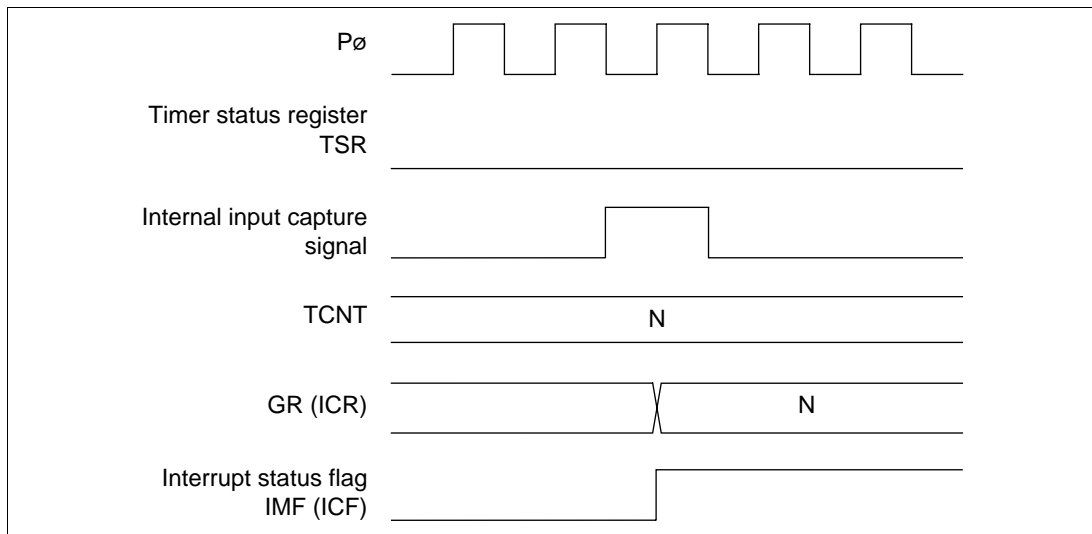 Pø
Timer status register
TSR
Internal input capture
signal
TCNT
N
GR (ICR)
N
Interrupt status flag
IMF (ICF)